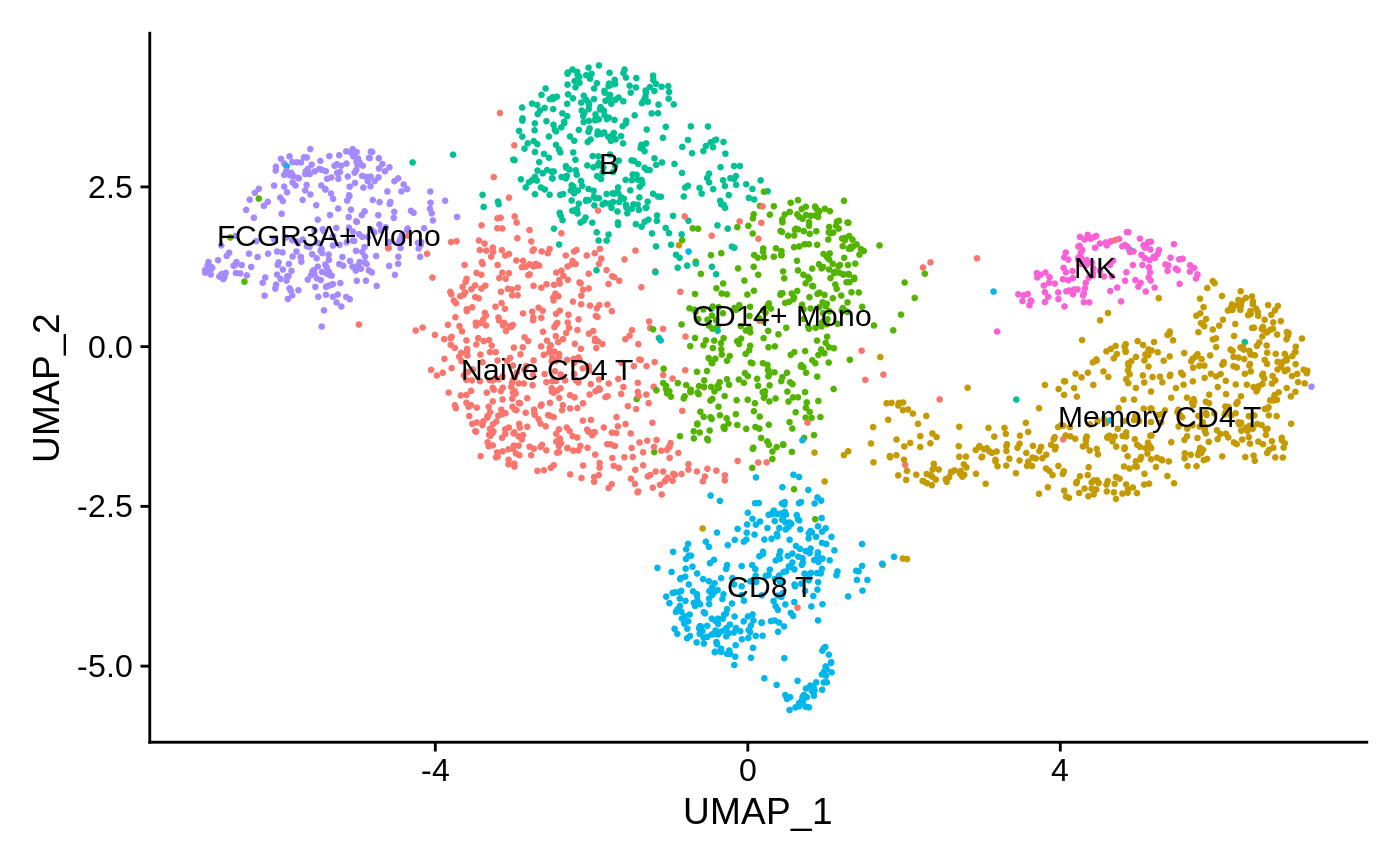 B
2.5
FCGR3A+ Mono
NK
CD14+ Mono
0.0
Naive CD4 T
Memory CD4 T
UMAP_2
-2.5
CD8 T
-5.0
-4
0
4
UMAP_1